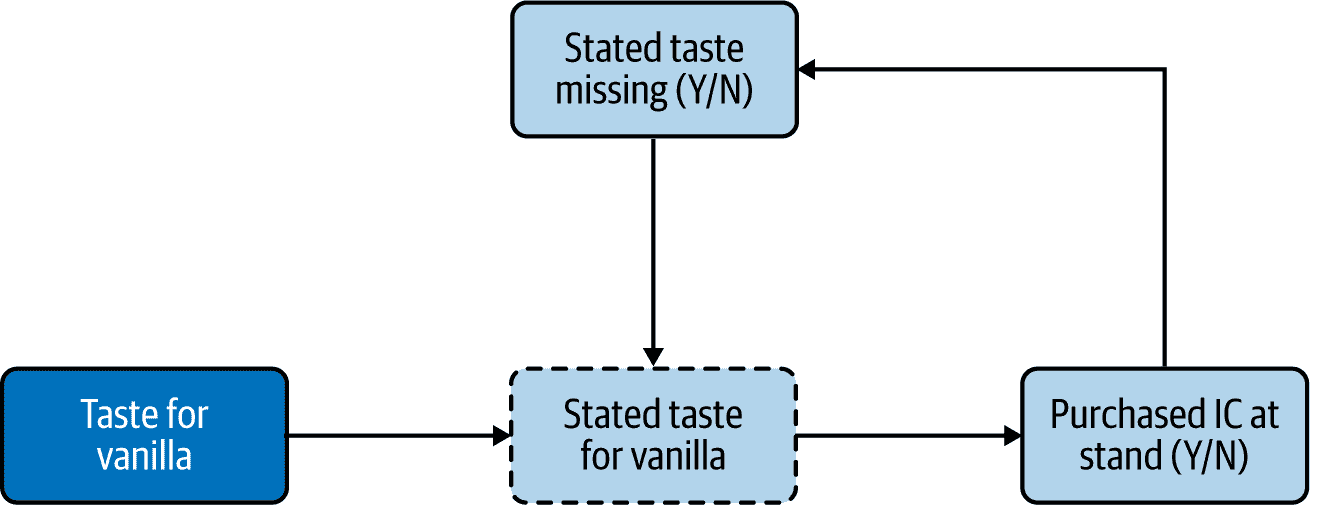 Stated taste
missing (Y/N)
Taste for
vanilla
Stated taste
for vanilla
Purchased IC at
stand (Y/N)